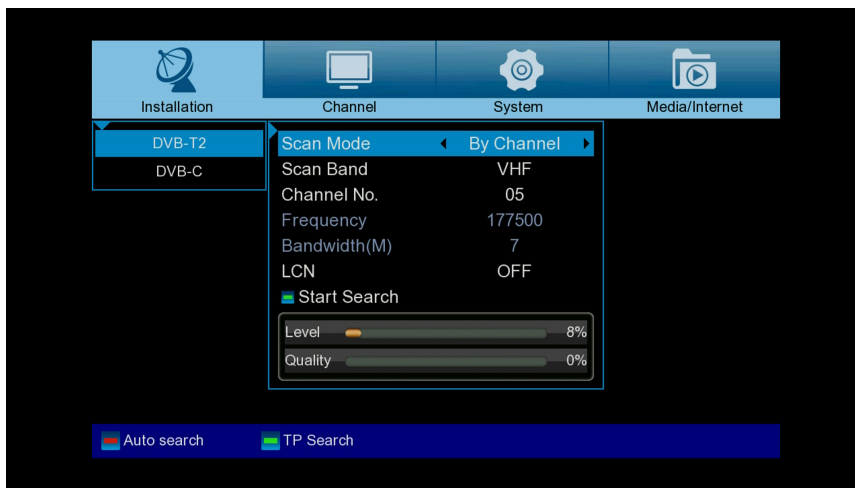 Installation Channel System Media/Internet
DVB-T2
DVB-C
Scan Mode By Channel
Scan Band VHF
Channel No. 05
Frequency 177500
Bandwidth(M) 7
LCN OFF
Start Search
Level 8%
Quality 0%
Auto search TP Search